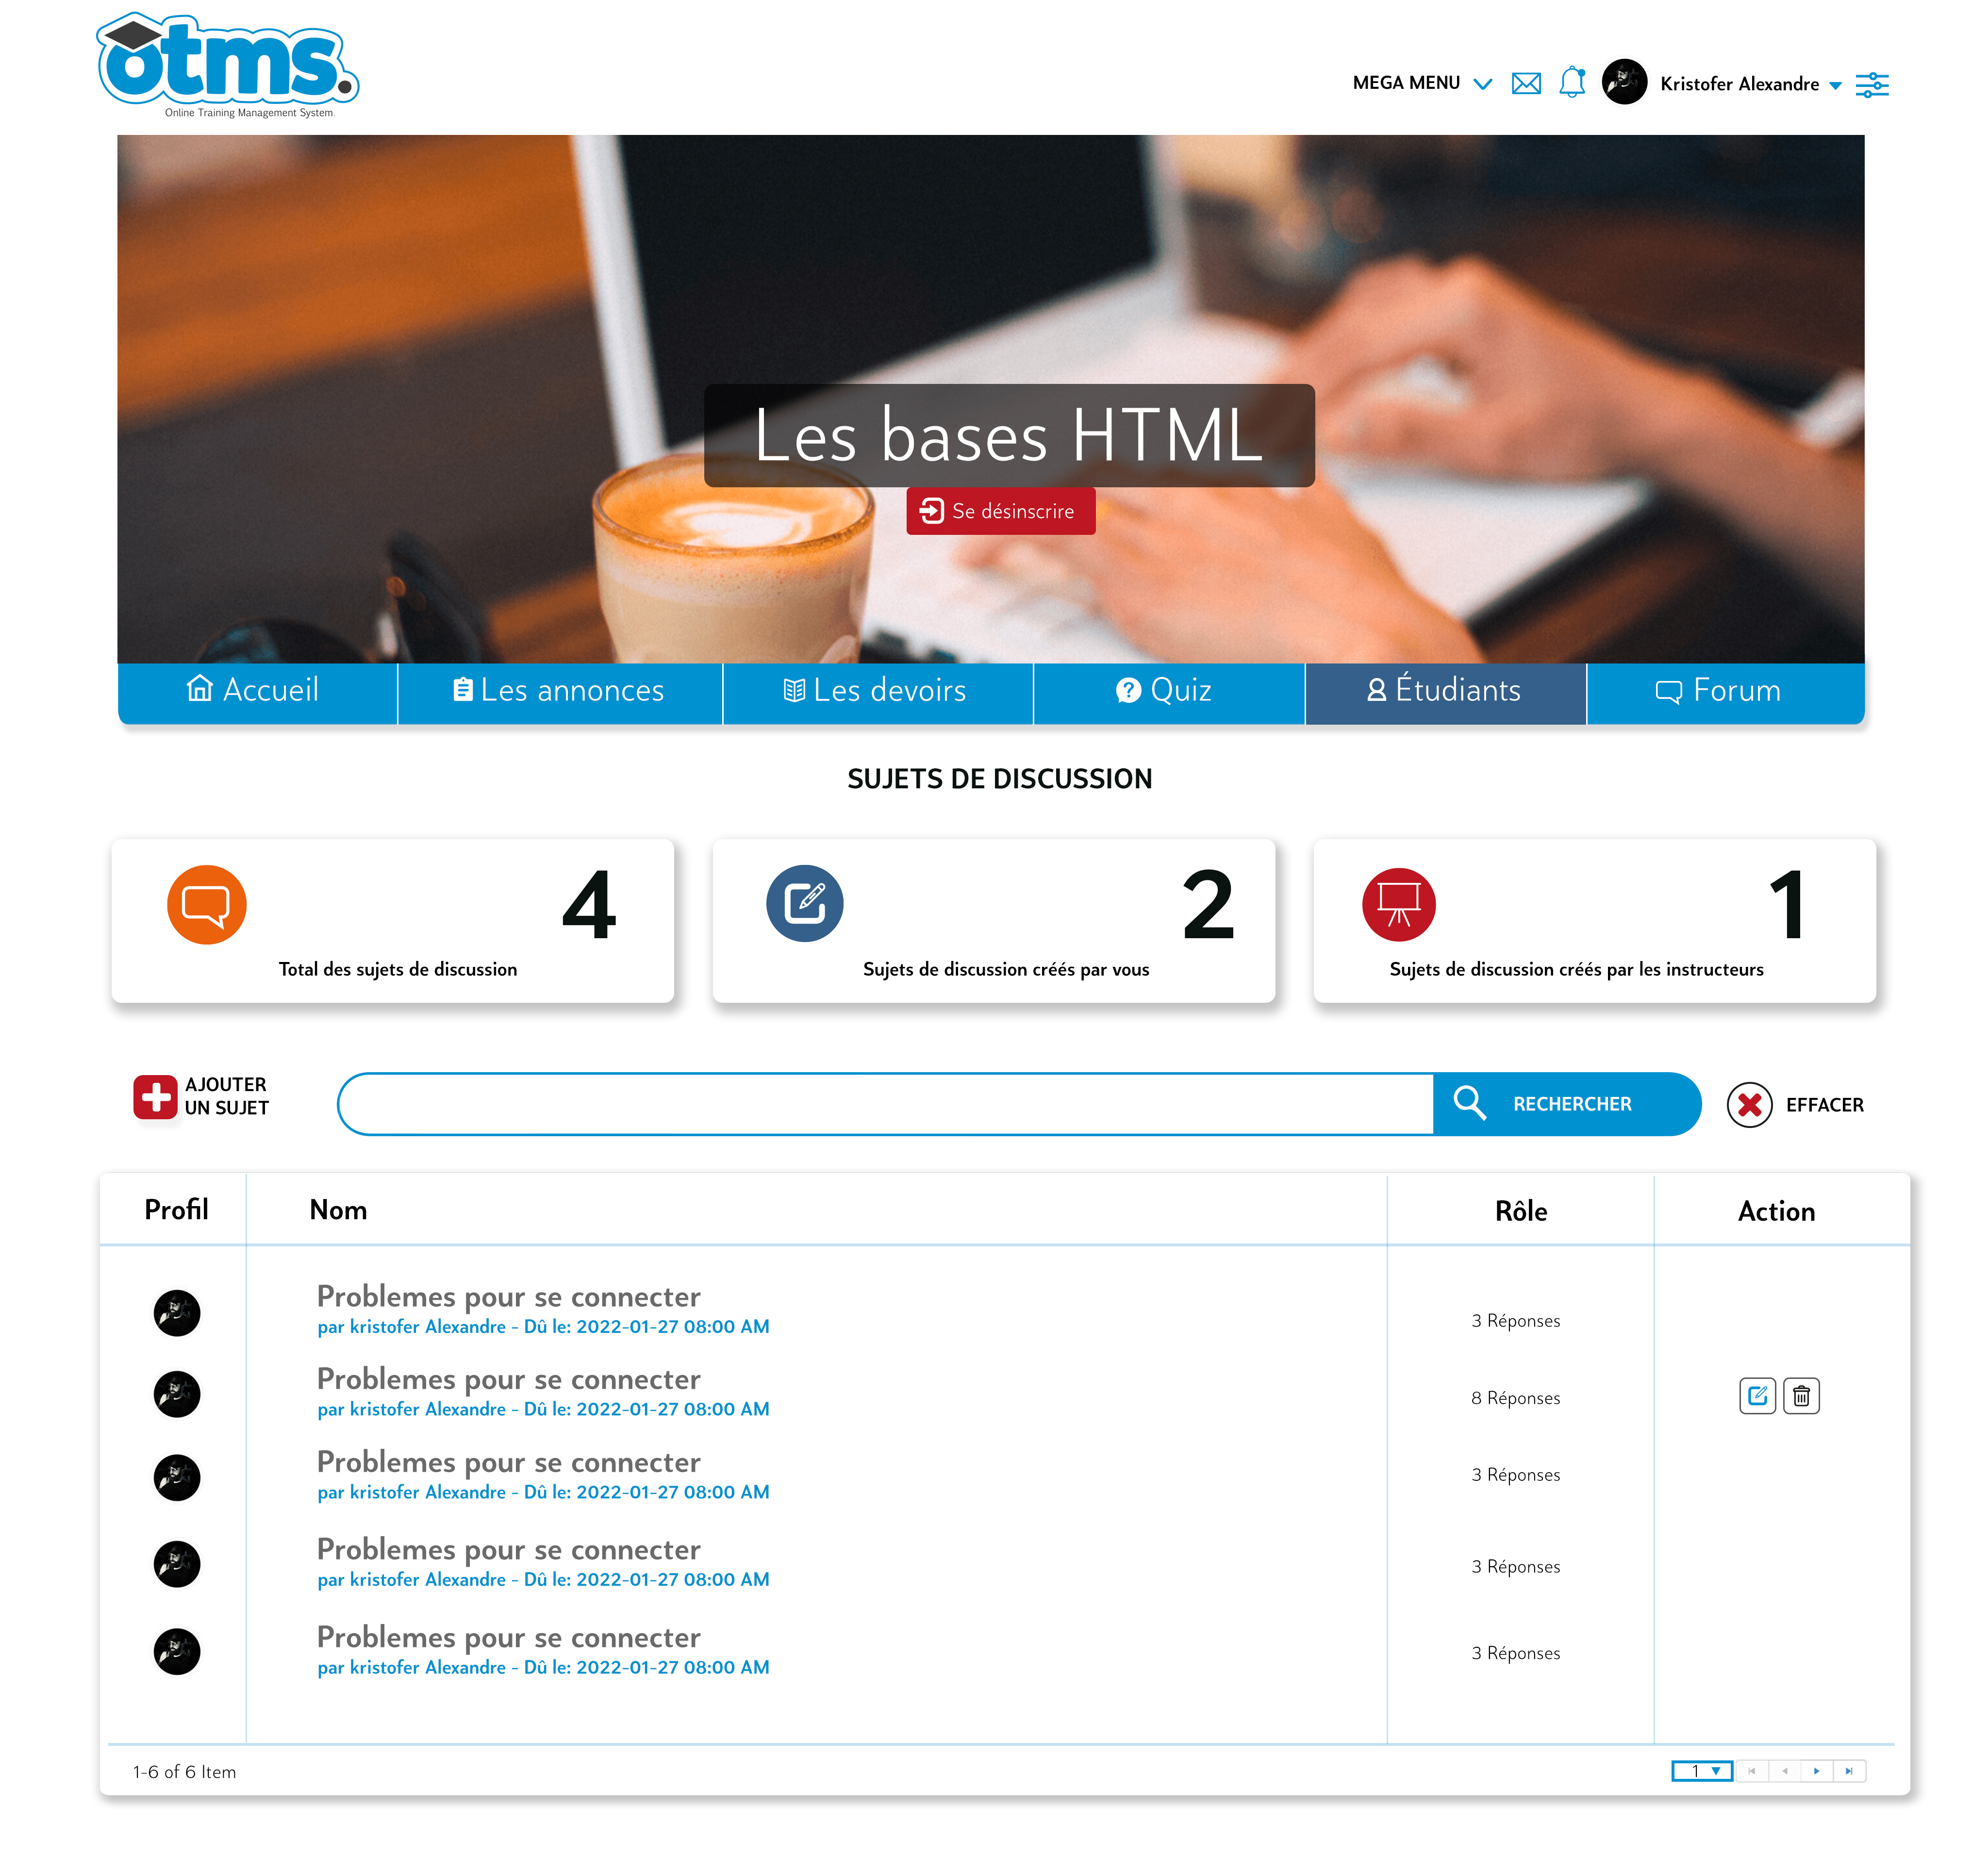 otms.
Online Training Management System.
MEGA MENU
Kristofer Alexandre
Les bases HTML
Se désinscrire
Accueil
Les annonces
Les devoirs
Quiz
Étudiants
Forum
SUJETS DE DISCUSSION
4
Total des sujets de discussion
2
Sujets de discussion créés par vous
1
Sujets de discussion créés par les instructeurs
AJOUTER
UN SUJET
RECHERCHER
EFFACER
Profil
Nom
Rôle
Action
Problemes pour se connecter
par kristofer Alexandre - Dû le: 2022-01-27 08:00 AM
3 Réponses
Problemes pour se connecter
par kristofer Alexandre - Dû le: 2022-01-27 08:00 AM
8 Réponses
Problemes pour se connecter
par kristofer Alexandre - Dû le: 2022-01-27 08:00 AM
3 Réponses
Problemes pour se connecter
par kristofer Alexandre - Dû le: 2022-01-27 08:00 AM
3 Réponses
Problemes pour se connecter
par kristofer Alexandre - Dû le: 2022-01-27 08:00 AM
3 Réponses
1-6 of 6 Item
1